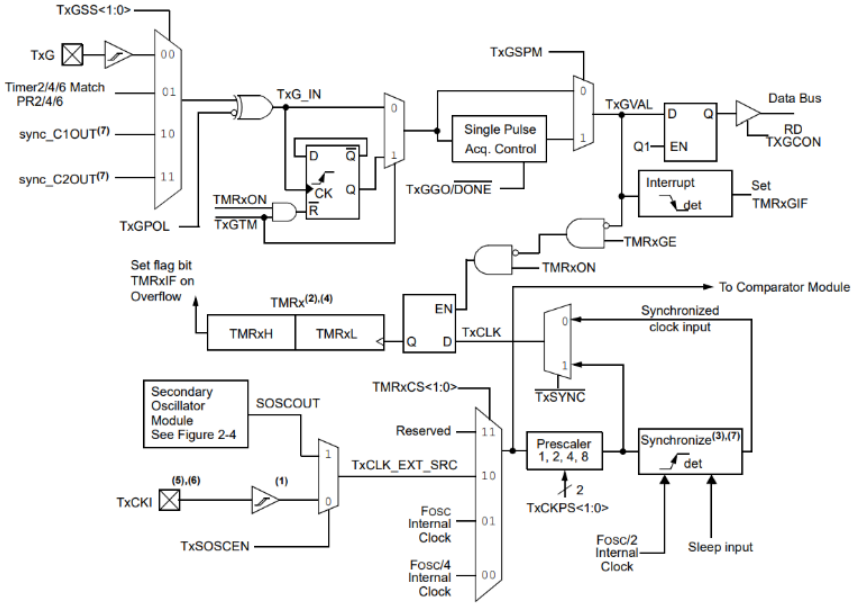 TxGSS<1:0>
TxG
00
Timer2/4/6 Match
PR2/4/6
01
sync_C1OUT(7)
10
sync_C2OUT(7)
11
TxGPOL
TxG_IN
D
Q
CK
Q
R
TMRxON
TxGTM
0
1
Single Pulse
Acq. Control
TxGGO/DONE
TxGSPM
0
1
TxGVAL
D
Q
Q1
EN
Data Bus
RD
TXGCON
Interrupt
det
Set
TMRxGIF
TMRxGE
TMRxON
Set flag bit
TMRxIF on
Overflow
TMRx(2),(4)
TMRxH
TMRxL
EN
Q
D
TxCLK
0
1
TxSYNC
To Comparator Module
Synchronized
clock input
Secondary
Oscillator
Module
See Figure 2-4
SOSCOUT
TxCKI
(5),(6)
(1)
1
0
TxSOSCEN
TxCLK_EXT_SRC
TMRxCS<1:0>
Reserved
11
10
FOSC
Internal
Clock
01
FOSC/4
Internal
Clock
00
Prescaler
1, 2, 4, 8
2
TxCKPS<1:0>
Synchronize(3),(7)
det
FOSC/2
Internal
Clock
Sleep input